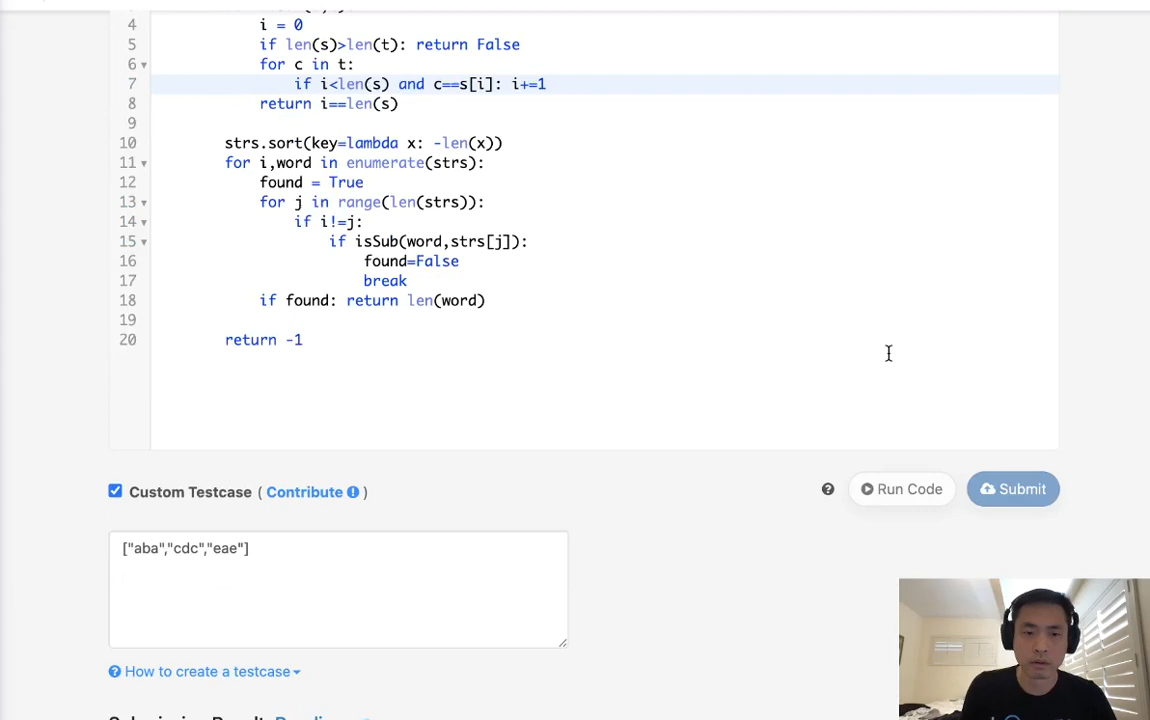 4 i = 0
5 if len(s)>len(t): return False
6 for c in t:
7 if i<len(s) and c==s[i]: i+=1
8 return i==len(s)
9
10 strs.sort(key=lambda x: -len(x))
11 for i,word in enumerate(strs):
12 found = True
13 for j in range(len(strs)):
14 if i!=j:
15 if isSub(word,strs[j]):
16 found=False
17 break
18 if found: return len(word)
19
20 return -1
Custom Testcase ( Contribute )
Run Code
Submit
["aba","cdc","eae"]
How to create a testcase